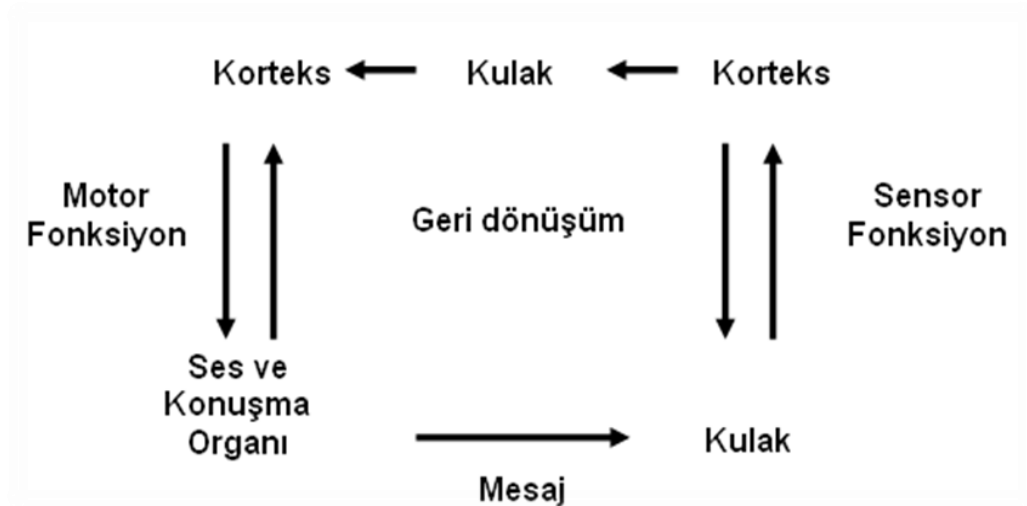 Korteks Kulak Korteks
Motor
Fonksiyon
Geri dönüşüm
Sensor
Fonksiyon
Ses ve
Konuşma
Organı
Kulak
Mesaj